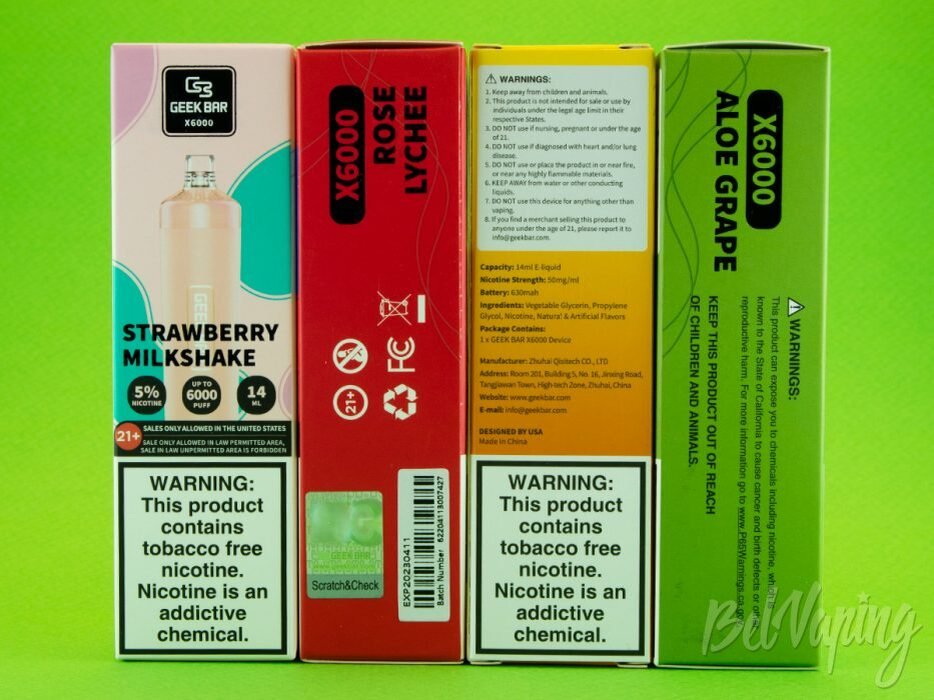 GEEK BAR
X6000
GEEK BAR
STRAWBERRY
MILKSHAKE
5%
NICOTINE
UP TO
6000
PUFF
14
ML
21+
SALES ONLY ALLOWED IN THE UNITED STATES
SALE ONLY ALLOWED IN LAW PERMITTED AREA,
SALE IN LAW UNPERMITTED AREA IS FORBIDDEN
WARNING:
This product
contains
tobacco free
nicotine.
Nicotine is an
addictive
chemical.
X6000
ROSE
LYCHEE
FC
21+
GEEK BAR
Scratch&Check
EXP20230411
Batch Number 62204113007427
WARNINGS:
1. Keep away from children and animals.
2. This product is not intended for sale or use by
individuals under the legal age limit in their
respective States.
3. DO NOT use if nursing, pregnant or under the age
of 21.
4. DO NOT use if diagnosed with heart and/or lung
disease.
5. DO NOT use or place the product in or near fire,
or near any highly flammable materials.
6. KEEP AWAY from water or other conducting
liquids.
7. DO NOT use this device for anything other than
vaping.
8. If you find a merchant selling this product to
anyone under the age of 21, please report it to
info@geekbar.com.
Capacity: 14ml E-liquid
Nicotine Strength: 50mg/ml
Battery: 630mah
Ingredients: Vegetable Glycerin, Propylene
Glycol, Nicotine, Natural & Artificial Flavors
Package Contains:
1 x GEEK BAR X6000 Device
Manufacturer: Zhuhai Qisitech CO., LTD
Address: Room 201, Building 5, No. 16, Jinxing Road,
Tangjiawan Town, High-tech Zone, Zhuhai, China
Website: www.geekbar.com
E-mail: info@geekbar.com
DESIGNED BY USA
Made in China
WARNING:
This product
contains
tobacco free
nicotine.
Nicotine is an
addictive
chemical.
X6000
ALOE GRAPE
WARNINGS:
This product can expose you to chemicals including nicotine, which is
known to the State of California to cause cancer and birth defects or other
reproductive harm. For more information go to www.P65Warnings.ca.gov.
KEEP THIS PRODUCT OUT OF REACH
OF CHILDREN AND ANIMALS.
BelVaping